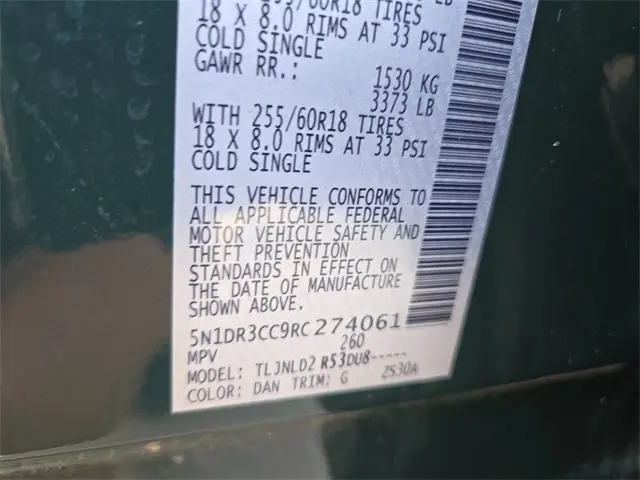 /60R18 TIRES
18 X 8.0 RIMS AT 33 PSI
COLD SINGLE
GAWR RR.: 1530 KG
3373 LB
WITH 255/60R18 TIRES
18 X 8.0 RIMS AT 33 PSI
COLD SINGLE
THIS VEHICLE CONFORMS TO
ALL APPLICABLE FEDERAL
MOTOR VEHICLE SAFETY AND
THEFT PREVENTION
STANDARDS IN EFFECT ON
THE DATE OF MANUFACTURE
SHOWN ABOVE.
5N1DR3CC9RC274061
MPV 260
MODEL: TLJNLD2 R53DU8-----
COLOR: DAN TRIM: G 2530A